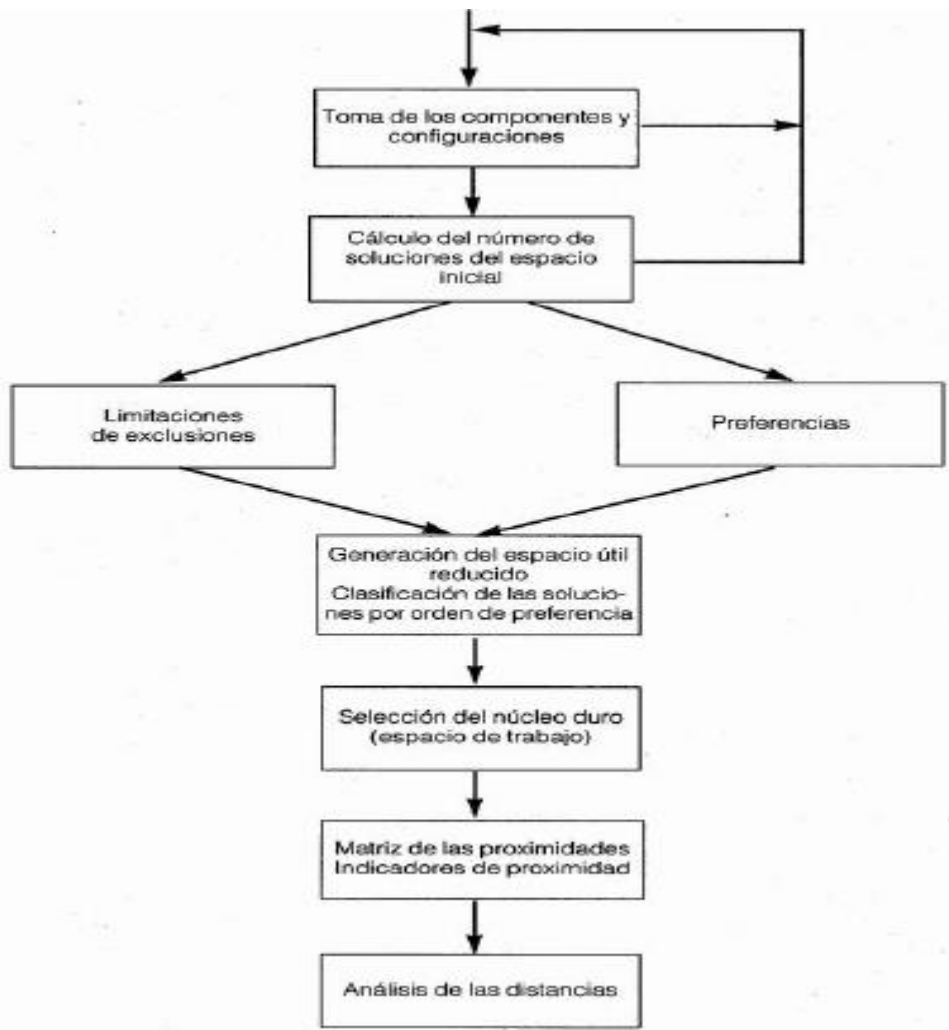 Toma de los componentes y
configuraciones
Cálculo del número de
soluciones del espacio
inicial
Limitaciones
de exclusiones
Preferencias
Generación del espacio útil
reducido
Clasificación de las solucio-
nes por orden de preferencia
Selección del núcleo duro
(espacio de trabajo)
Matriz de las proximidades
Indicadores de proximidad
Análisis de las distancias